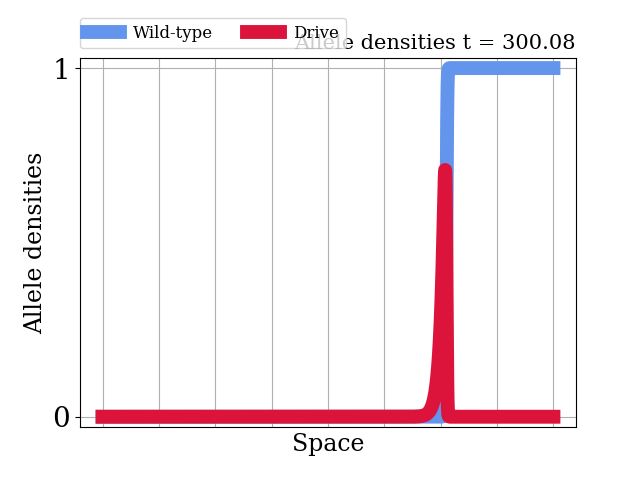 Wild-type Drive
Allele densities t = 300.08
1
Allele densities
0
Space